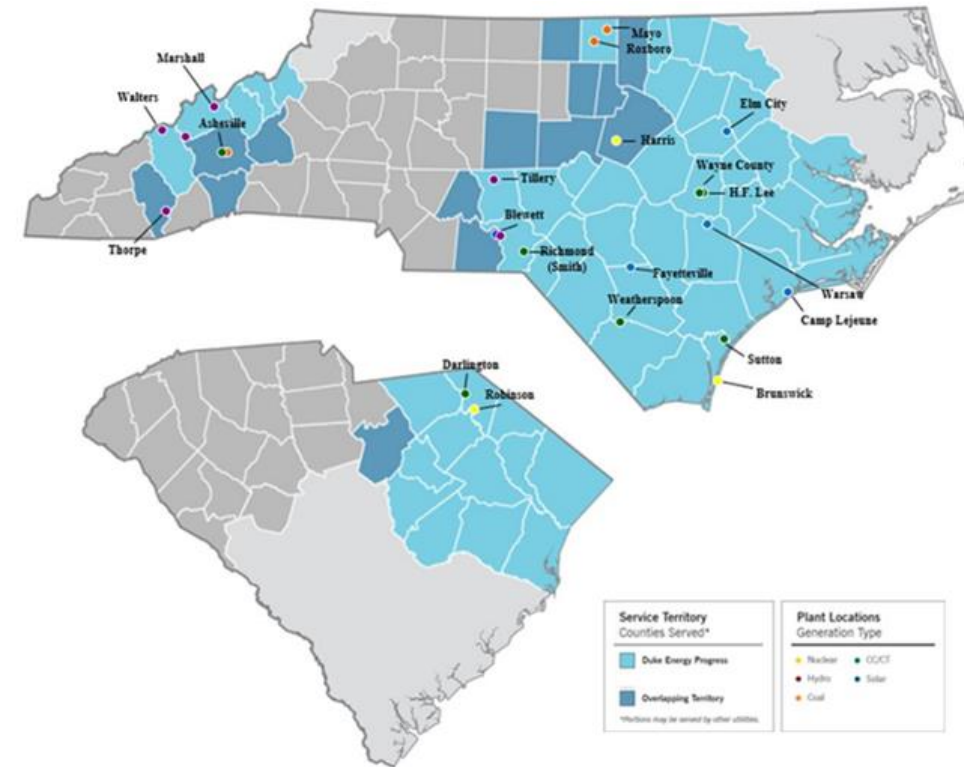 Mayo
Roxboro
Marshall
Walters
Asheville
Elm City
Harris
Wayne County
Tillery
H.F. Lee
Blewett
Thorpe
Richmond
(Smith)
Fayetteville
Warsaw
Weatherspoon
Camp Lejeune
Sutton
Darlington
Robinson
Brunswick
Service Territory
Counties Served*
Duke Energy Progress
Overlapping Territory
*Portions may be served by other utilities.
Plant Locations
Generation Type
Nuclear
CC/CT
Hydro
Solar
Coal